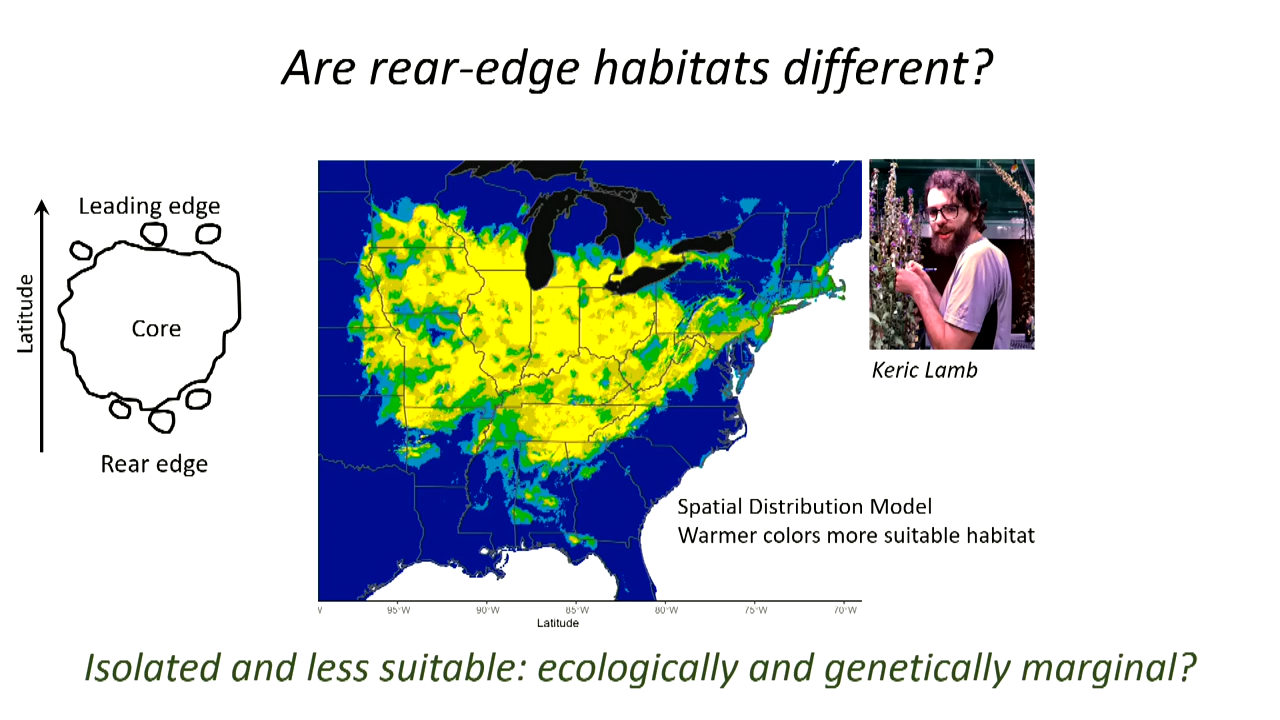 Are rear-edge habitats different?
Leading edge
Latitude
Core
Rear edge
Keric Lamb
Spatial Distribution Model
Warmer colors more suitable habitat
V 95°W 90°W 85°W 80°W 75°W 70°W
Latitude
Isolated and less suitable: ecologically and genetically marginal?